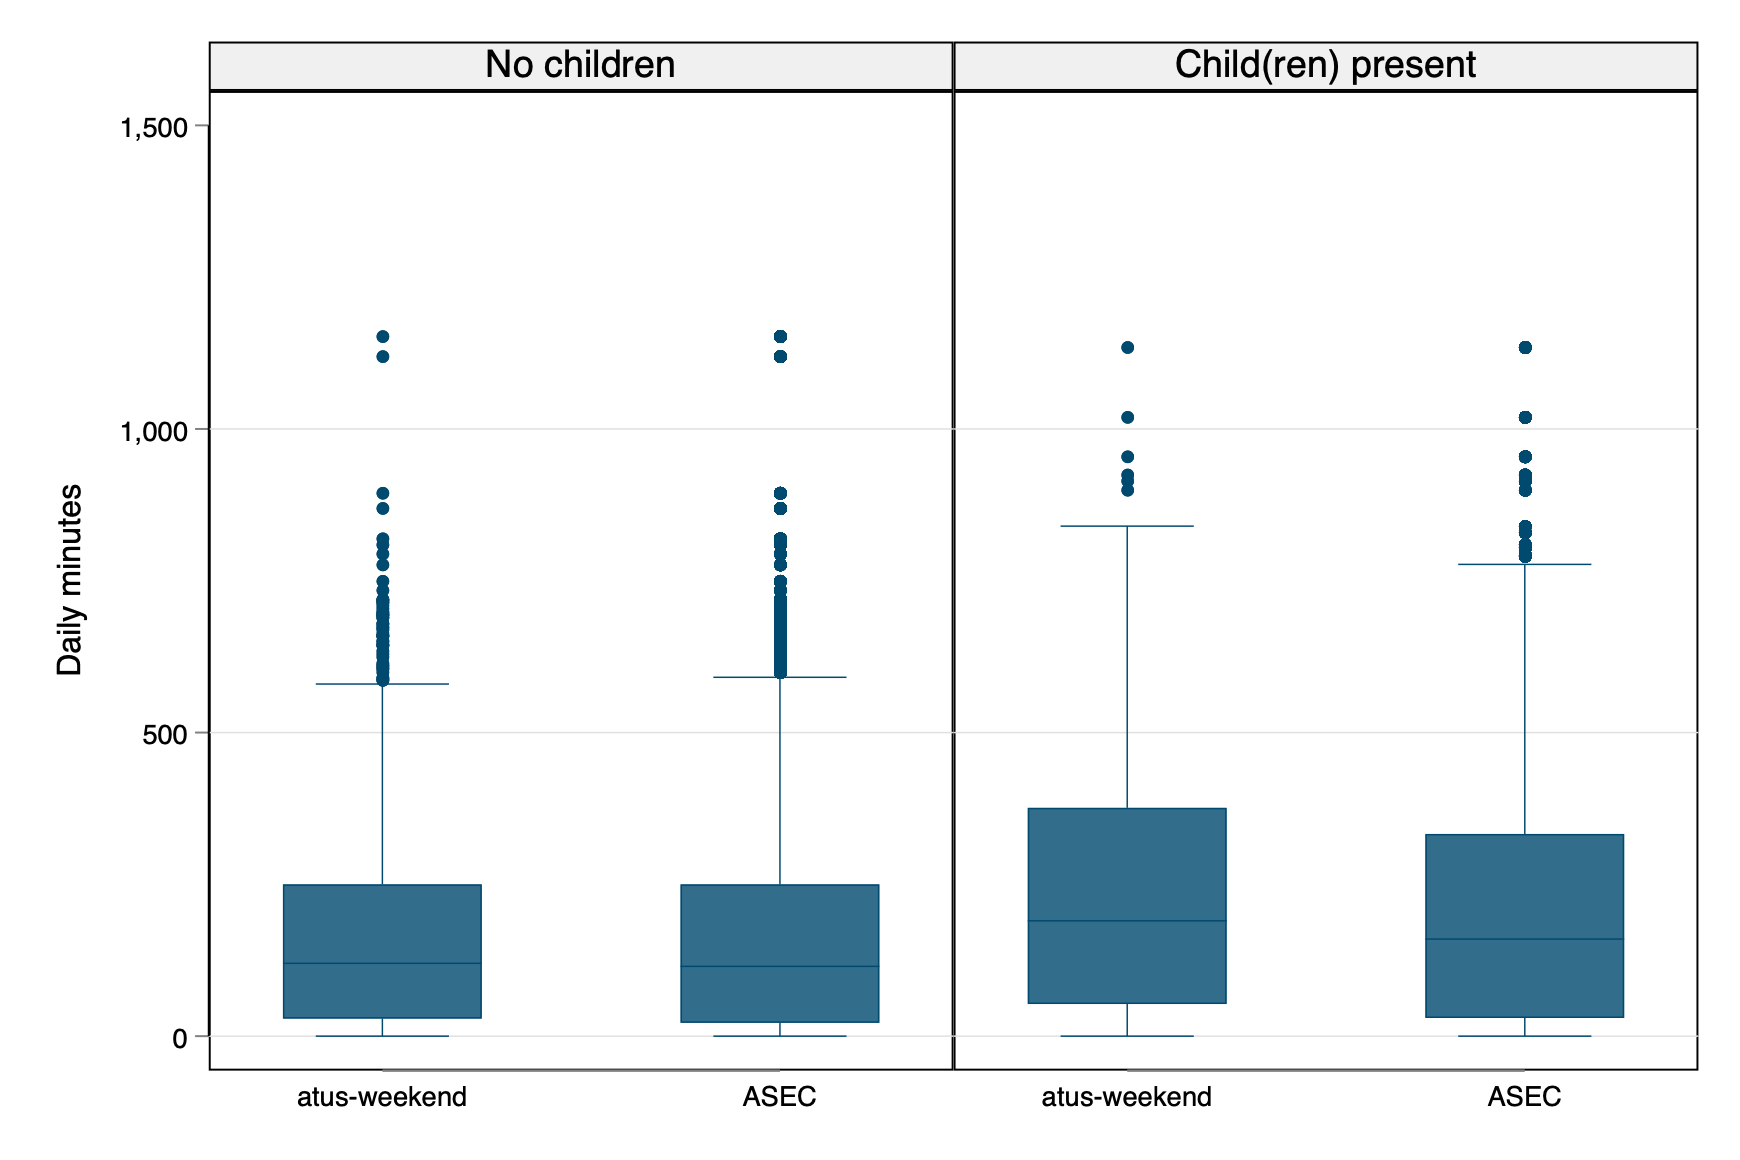 No children
Child(ren) present
Daily minutes
1,500
1,000
500
0
atus-weekend
ASEC
atus-weekend
ASEC